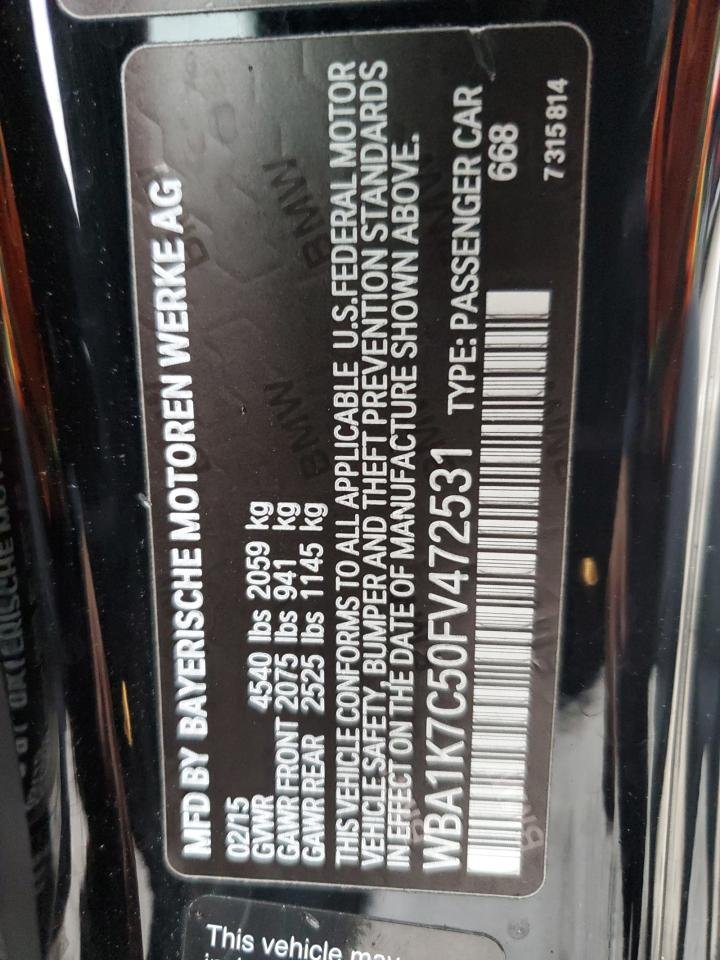 MFD BY BAYERISCHE MOTOREN WERKE AG
02/15
GVWR 4540 lbs 2059 kg
GAWR FRONT 2075 lbs 941 kg
GAWR REAR 2525 lbs 1145 kg
THIS VEHICLE CONFORMS TO ALL APPLICABLE U.S.FEDERAL MOTOR
VEHICLE SAFETY, BUMPER AND THEFT PREVENTION STANDARDS
IN EFFECT ON THE DATE OF MANUFACTURE SHOWN ABOVE.
WBA1K7C50FV472531 TYPE: PASSENGER CAR
668
7 315 814
This vehicle may